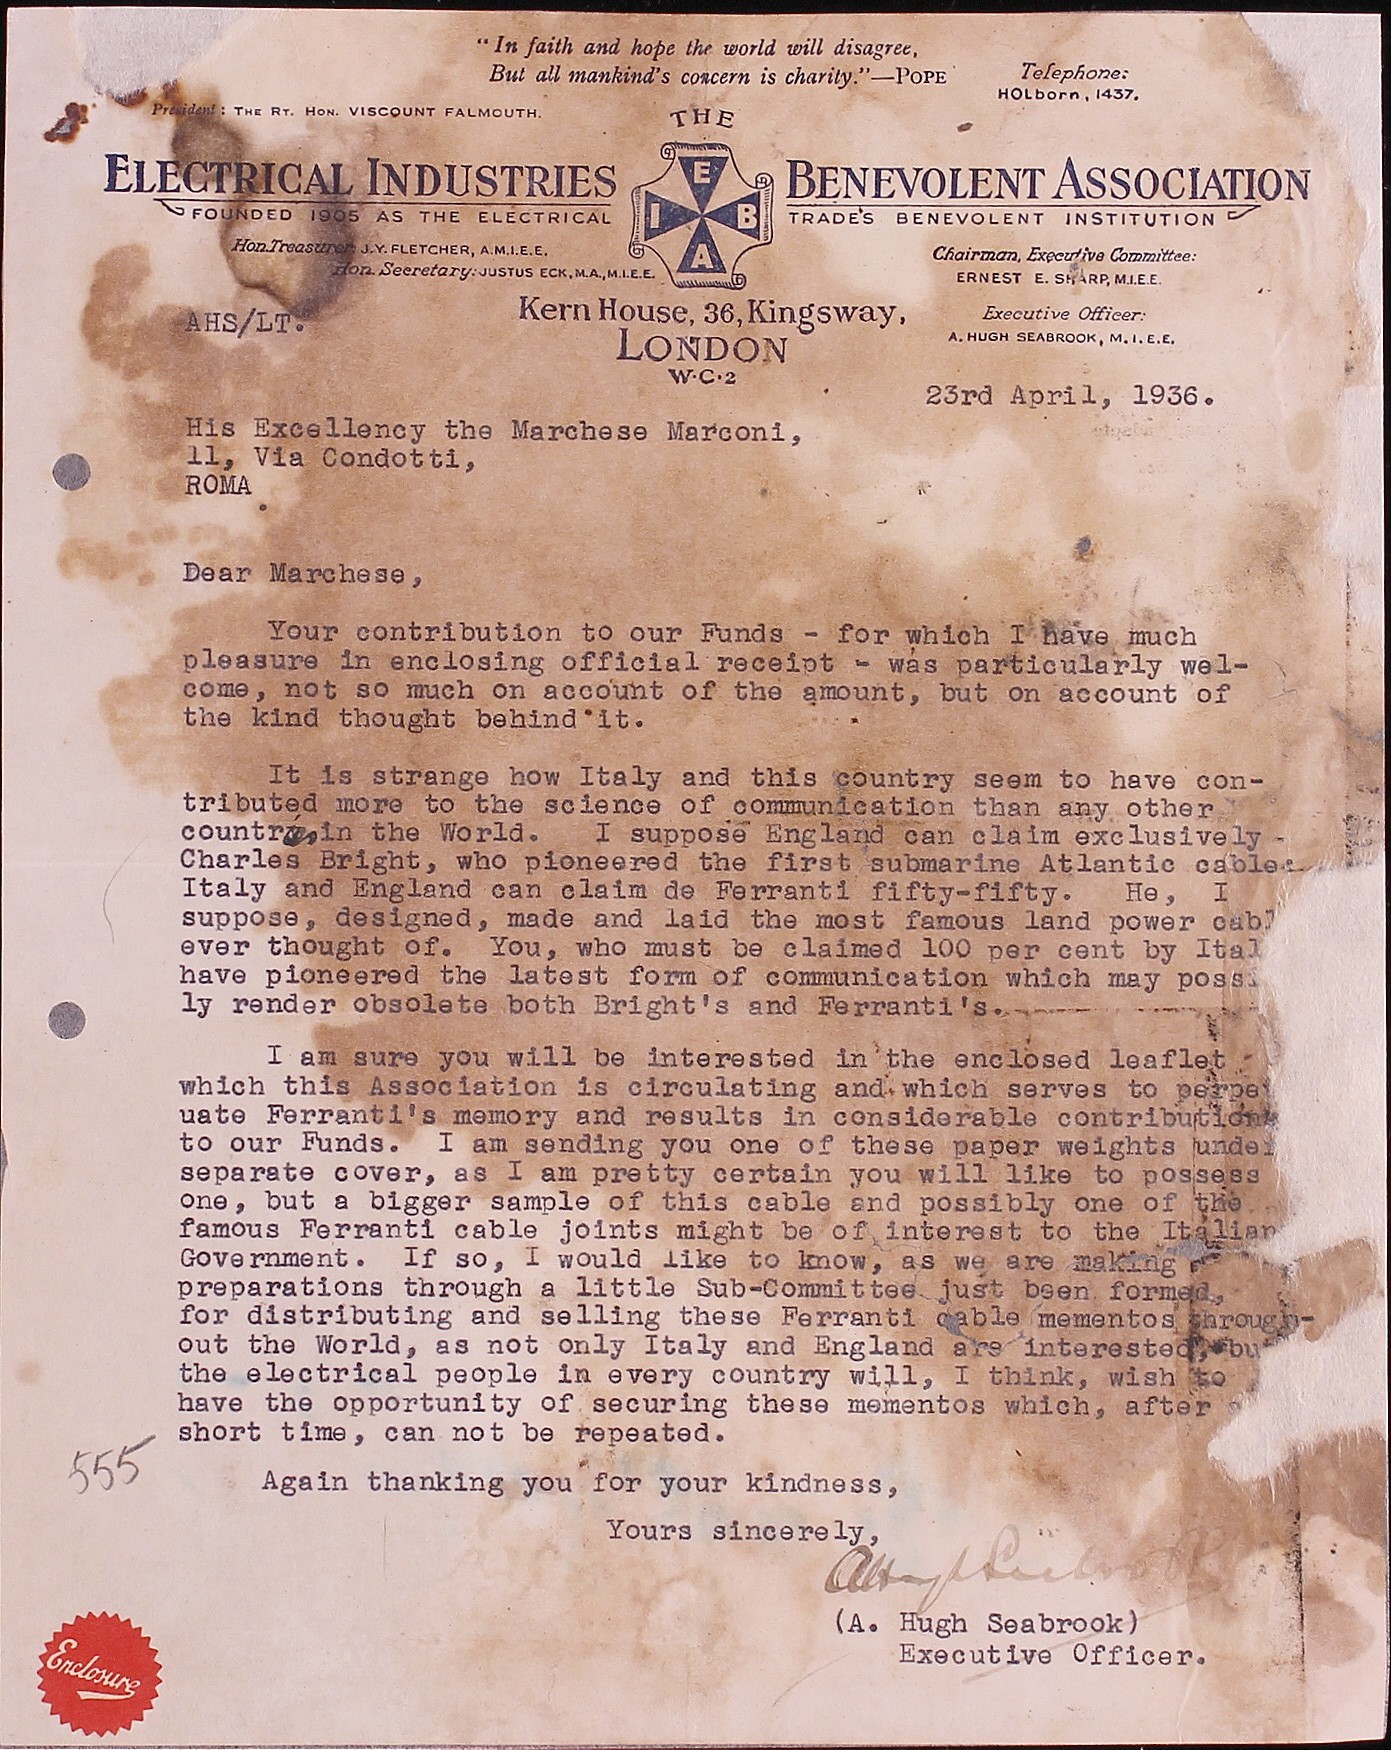 "In faith and hope the world will disagree,
But all mankind's concern is charity."—POPE
Telephone:
HOLborn, 1437.
President: THE RT. HON. VISCOUNT FALMOUTH.
THE
ELECTRICAL INDUSTRIES BENEVOLENT ASSOCIATION
E
I B
A
FOUNDED 1905 AS THE ELECTRICAL TRADE'S BENEVOLENT INSTITUTION
Hon. Treasurer: J.Y. FLETCHER, A.M.I.E.E.
Hon. Secretary: JUSTUS ECK, M.A., M.I.E.E.
Chairman, Executive Committee:
ERNEST E. SHARP, M.I.E.E.
Executive Officer:
A. HUGH SEABROOK, M.I.E.E.
Kern House, 36, Kingsway,
LONDON
W·C·2
AHS/LT.
23rd April, 1936.
His Excellency the Marchese Marconi,
11, Via Condotti,
ROMA
Dear Marchese,
Your contribution to our Funds - for which I have much
pleasure in enclosing official receipt - was particularly wel-
come, not so much on account of the amount, but on account of
the kind thought behind it.
It is strange how Italy and this country seem to have con-
tributed more to the science of communication than any other
in the World. I suppose England can claim exclusively -
Charles Bright, who pioneered the first submarine Atlantic cable
Italy and England can claim de Ferranti fifty-fifty. He, I
suppose, designed, made and laid the most famous land power cabl
ever thought of. You, who must be claimed 100 per cent by Ital
have pioneered the latest form of communication which may possi
ly render obsolete both Bright's and Ferranti's.
I am sure you will be interested in the enclosed leaflet
which this Association is circulating and which serves to perpe
uate Ferranti's memory and results in considerable contributions
to our Funds. I am sending you one of these paper weights under
separate cover, as I am pretty certain you will like to possess
one, but a bigger sample of this cable and possibly one of the
famous Ferranti cable joints might be of interest to the Italian
Government. If so, I would like to know, as we are making
preparations through a little Sub-Committee just been formed,
for distributing and selling these Ferranti cable mementos through-
out the World, as not only Italy and England are interested, bu
the electrical people in every country will, I think, wish to
have the opportunity of securing these mementos which, after
short time, can not be repeated.
555
Again thanking you for your kindness,
Yours sincerely,
A Hugh Seabrook
(A. Hugh Seabrook)
Executive Officer.
Enclosure